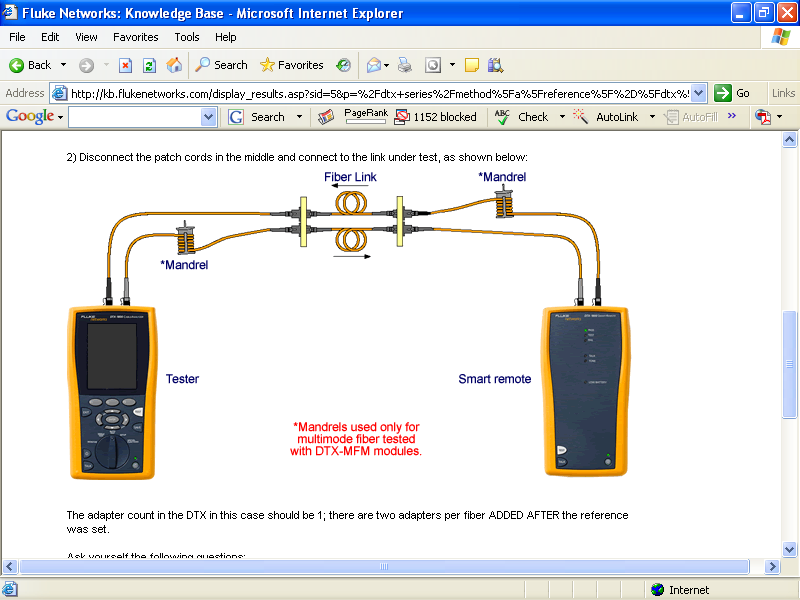 Fluke Networks: Knowledge Base - Microsoft Internet Explorer
File Edit View Favorites Tools Help
Back Search Favorites
Address http://kb.flukenetworks.com/display_results.asp?sid=5&p=%2Fdtx+series%2Fmethod%5Fa%5Freference%5F%2D%5Fdtx% Go Links
Google G Search PageRank 1152 blocked ABC Check AutoLink AutoFill »
2) Disconnect the patch cords in the middle and connect to the link under test, as shown below:
Fiber Link
*Mandrel
*Mandrel
FLUKE
networks
FLUKE
networks
Tester
Smart remote
*Mandrels used only for
multimode fiber tested
with DTX-MFM modules.
The adapter count in the DTX in this case should be 1; there are two adapters per fiber ADDED AFTER the reference
was set.
Ask yourself the following questions:
Internet